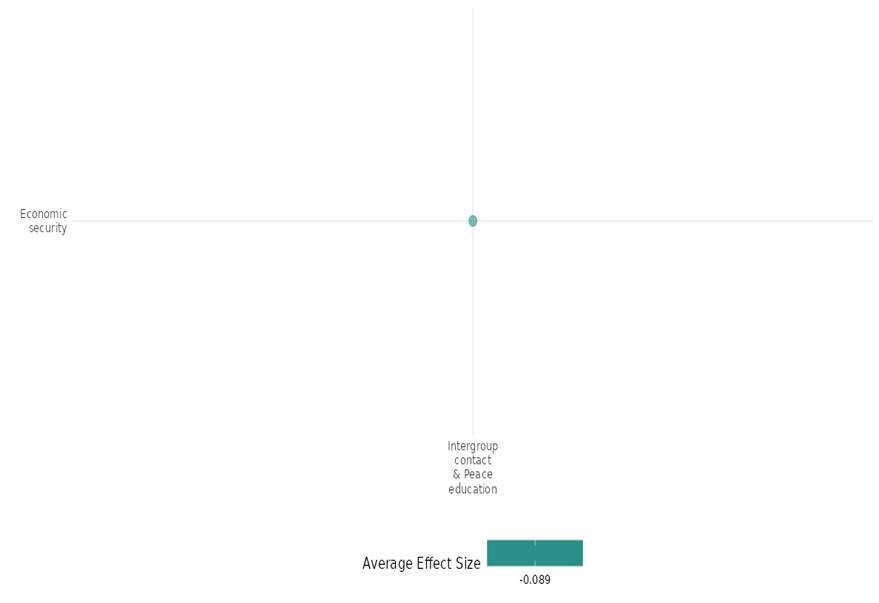 Economic
security
Intergroup
contact
& Peace
education
Average Effect Size
-0.089